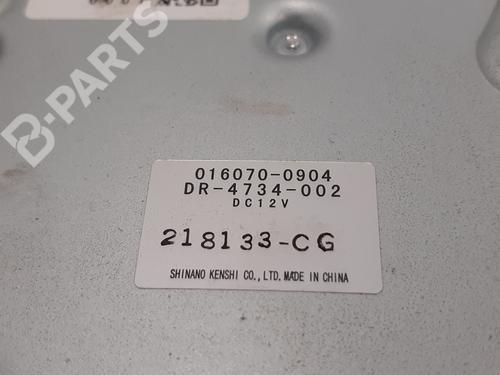 B-PARTS
016070-0904
DR-4734-002
DC12V
218133-CG
SHINANO KENSHI CO., LTD. MADE IN CHINA